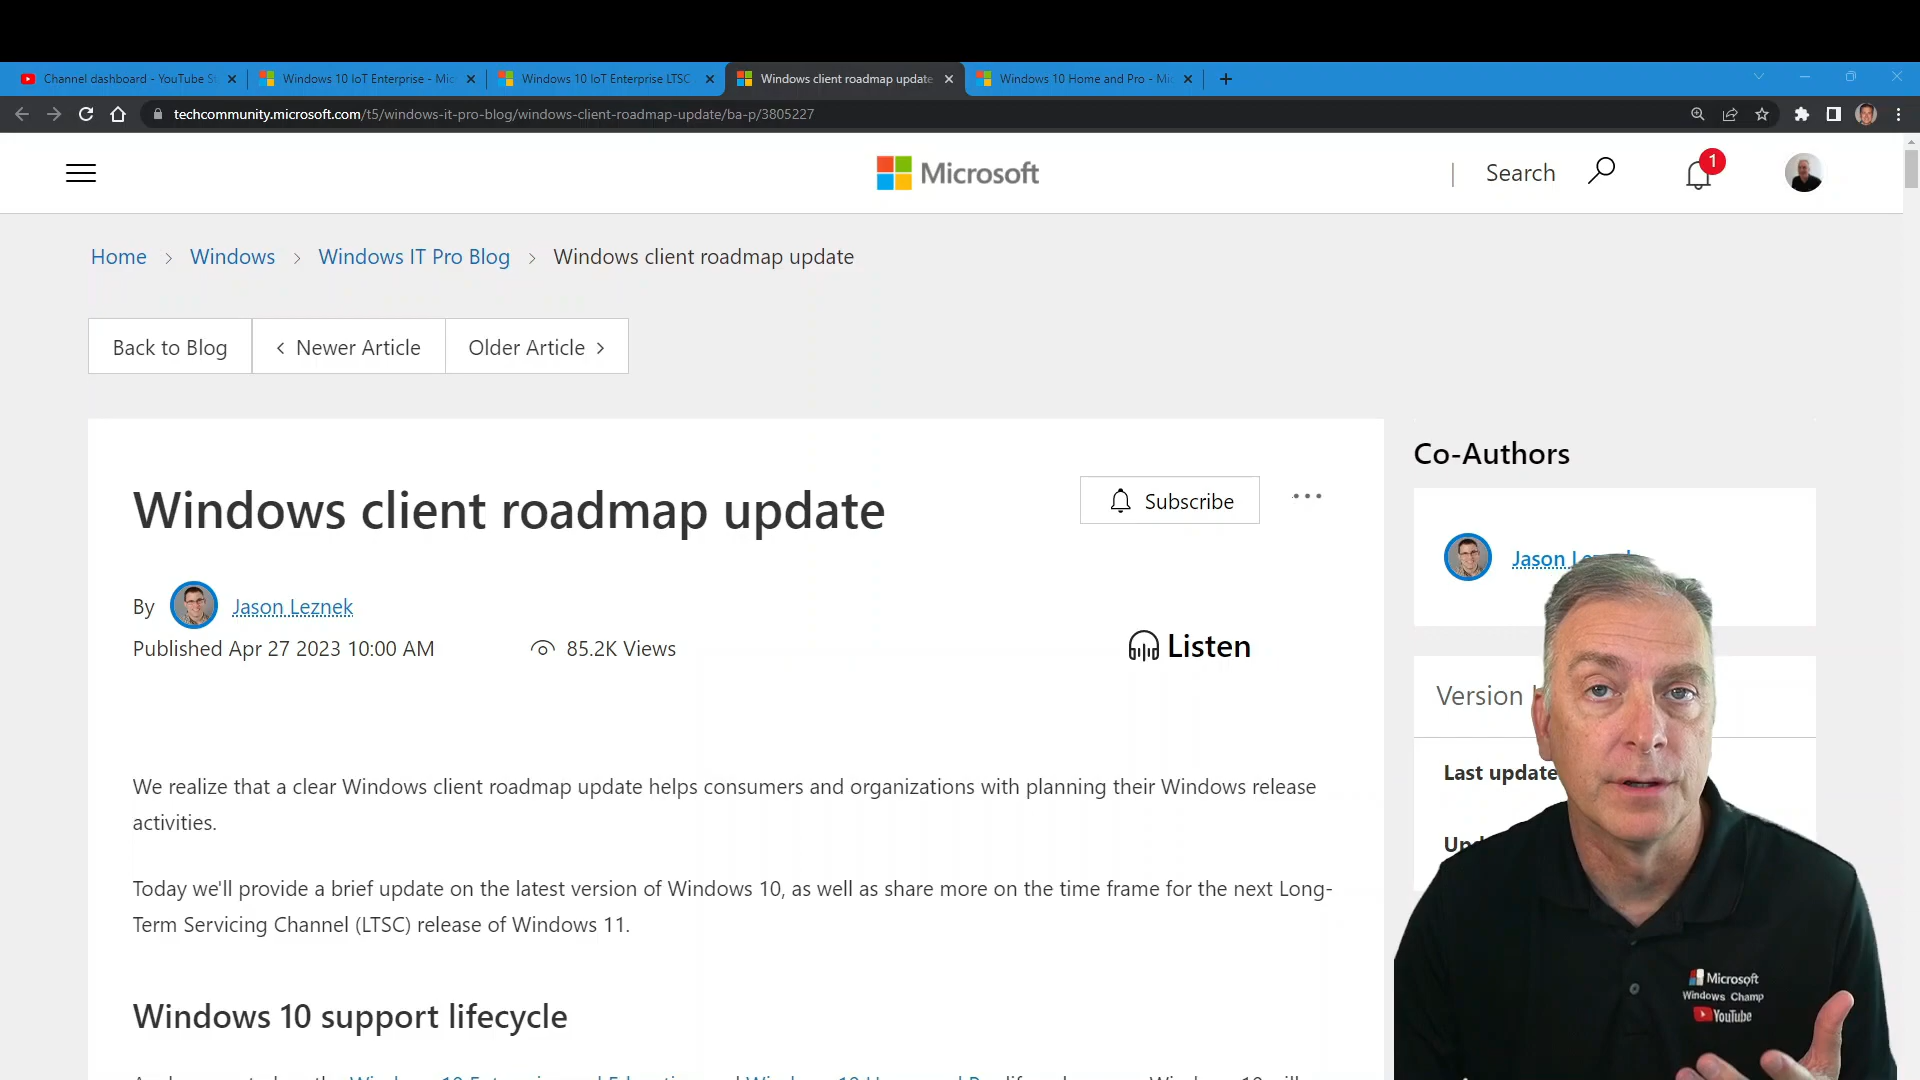 Channel dashboard - YouTube St
Windows 10 IoT Enterprise - Mic
Windows 10 IoT Enterprise LTSC
Windows client roadmap update
Windows 10 Home and Pro - Mi
techcommunity.microsoft.com/t5/windows-it-pro-blog/windows-client-roadmap-update/ba-p/3805227
Microsoft
Search
1
Home > Windows > Windows IT Pro Blog > Windows client roadmap update
Back to Blog
< Newer Article
Older Article >
Co-Authors
Windows client roadmap update
Subscribe
Jason
By Jason Leznek
Published Apr 27 2023 10:00 AM
85.2K Views
Listen
Version
Last update
We realize that a clear Windows client roadmap update helps consumers and organizations with planning their Windows release
activities.
Today we'll provide a brief update on the latest version of Windows 10, as well as share more on the time frame for the next Long-
Term Servicing Channel (LTSC) release of Windows 11.
Windows 10 support lifecycle
Microsoft
Windows Champ
YouTube